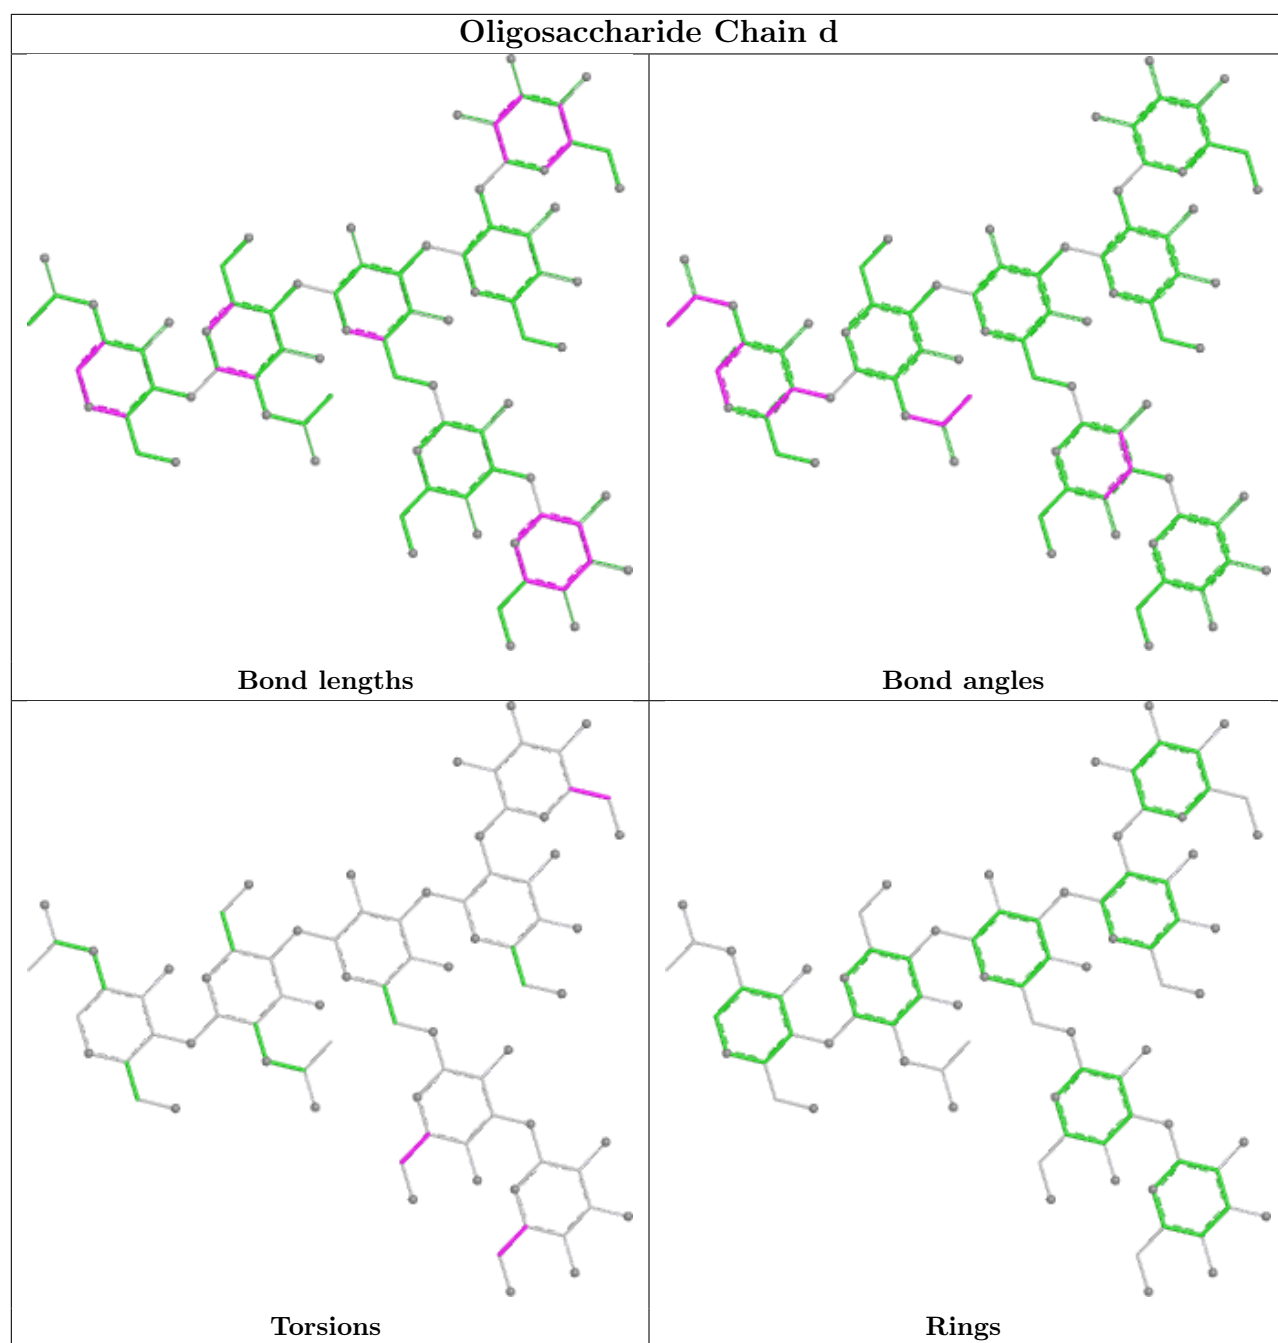 Oligosaccharide Chain d
Bond lengths
Bond angles
Torsions
Rings